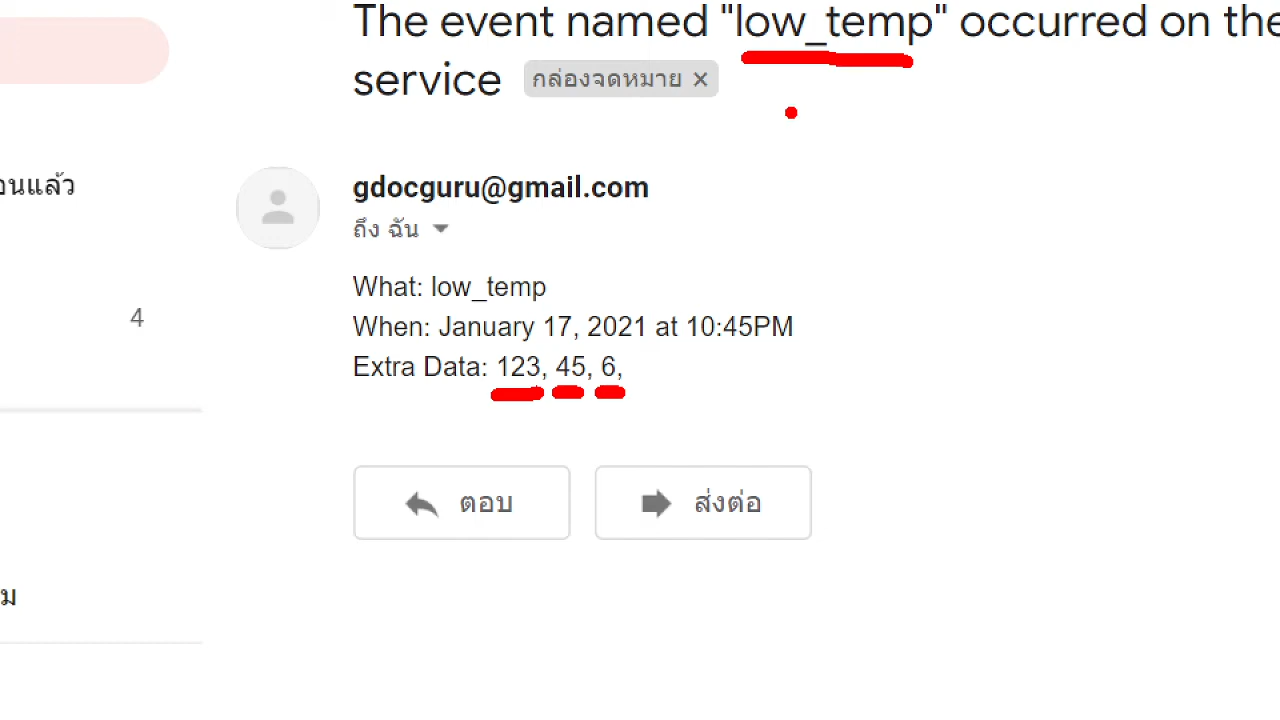 The event named "low_temp" occurred on the
service กล่องจดหมาย ×
อนแล้ว
gdocguru@gmail.com
ถึง ฉัน
What: low_temp
4
When: January 17, 2021 at 10:45PM
Extra Data: 123, 45, 6,
ตอบ
ส่งต่อ